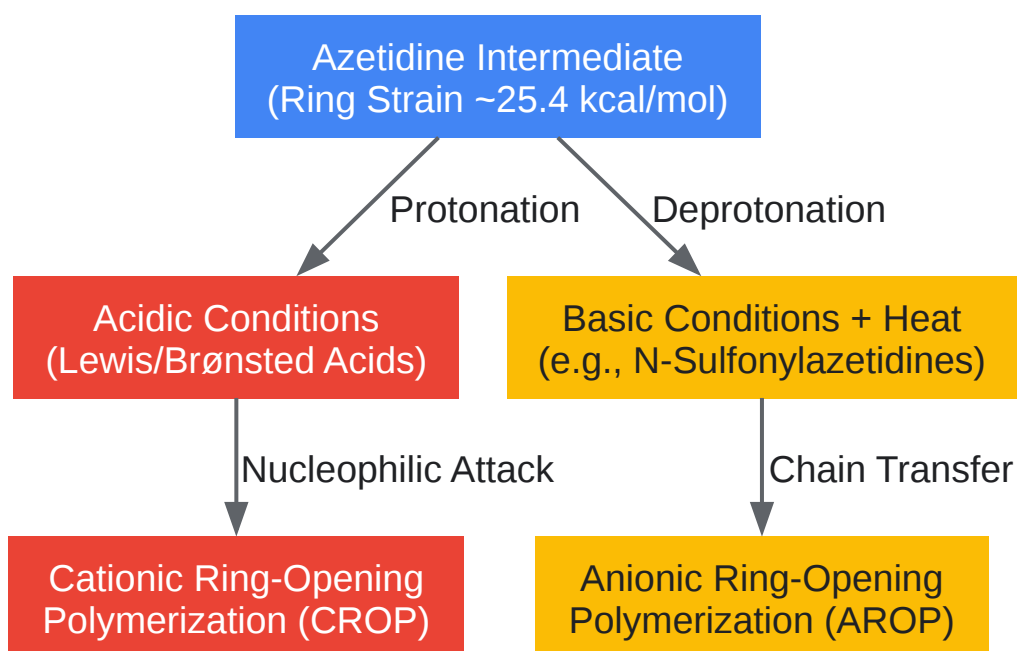 Azetidine Intermediate
(Ring Strain ~25.4 kcal/mol)
Protonation
Deprotonation
Acidic Conditions
(Lewis/Brønsted Acids)
Basic Conditions + Heat
(e.g., N-Sulfonylazetidines)
Nucleophilic Attack
Chain Transfer
Cationic Ring-Opening
Polymerization (CROP)
Anionic Ring-Opening
Polymerization (AROP)